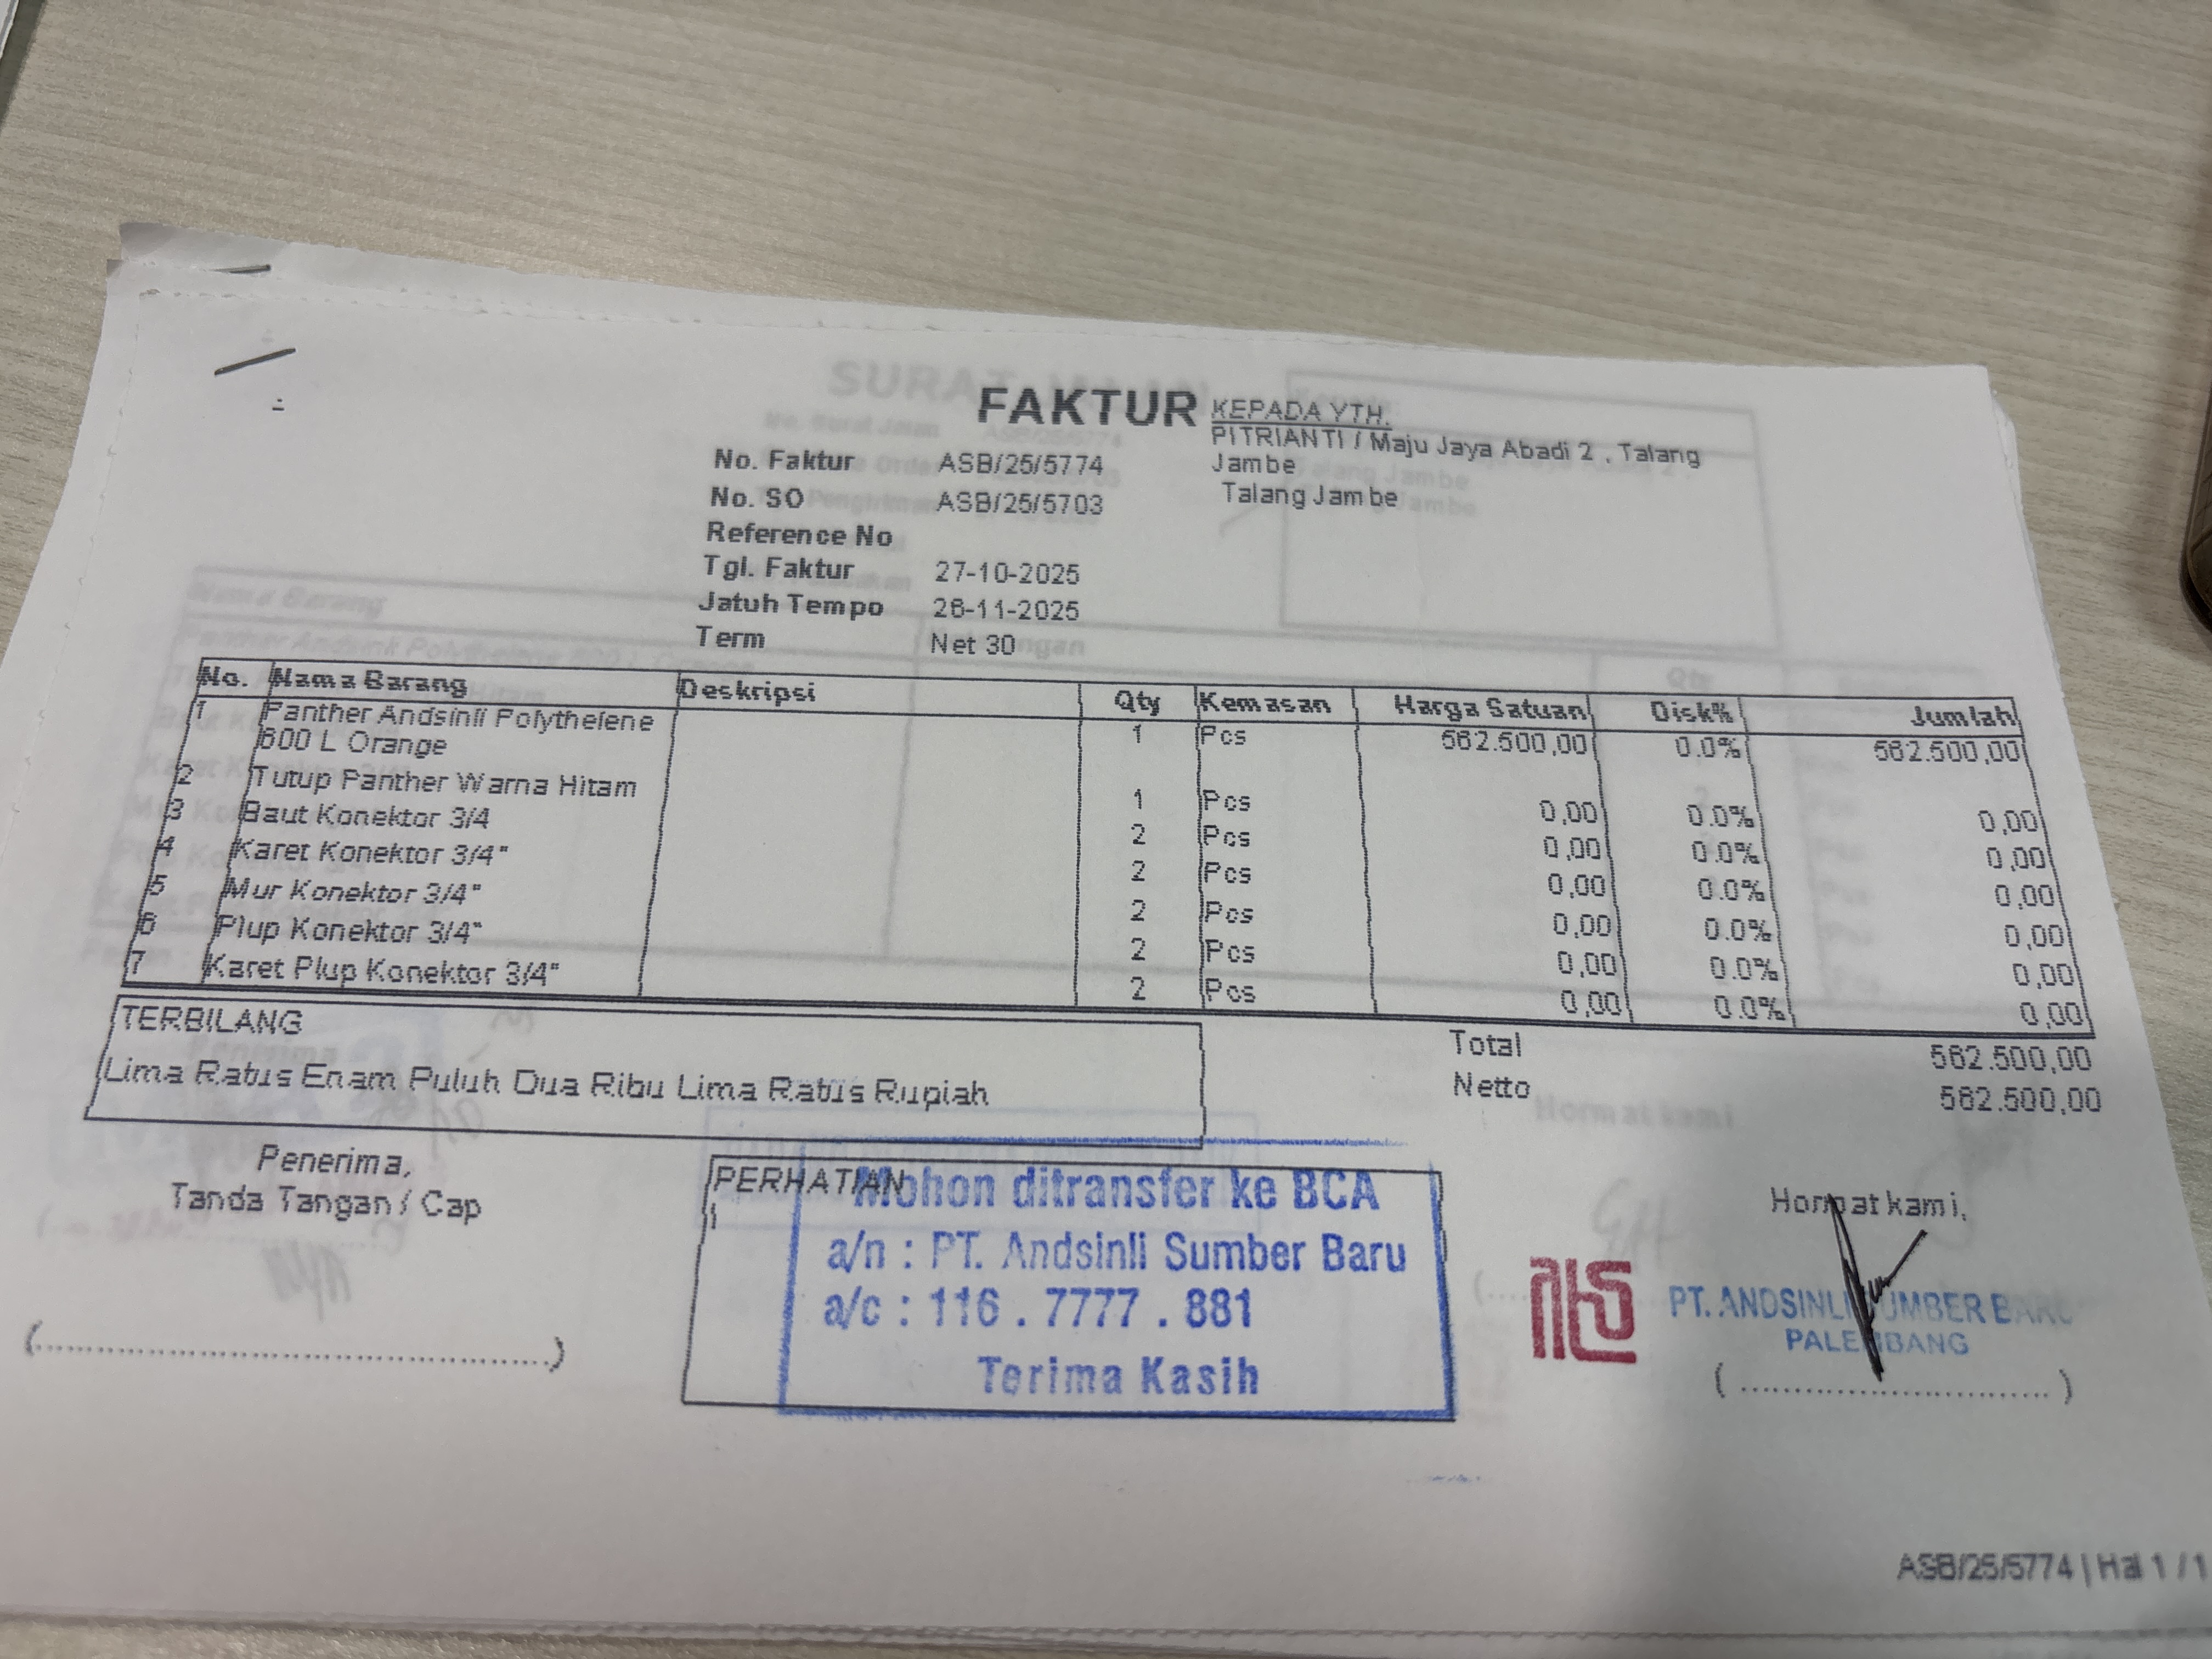 FAKTUR
KEPADA YTH.
PITRIANTI / Maju Jaya Abadi 2 , Talang
Jambe
Talang Jambe
No. Faktur ASB/25/5774
No. SO ASB/25/5703
Reference No
Tgl. Faktur 27-10-2025
Jatuh Tempo 26-11-2025
Term Net 30
No. Nama Barang Deskripsi Qty Kemasan Harga Satuan Disk% Jumlah
1 Panther Andsinli Polythelene 1 Pcs 562.500,00 0.0% 562.500,00
600 L Orange
2 Tutup Panther Warna Hitam 1 Pcs 0,00 0.0% 0,00
3 Baut Konektor 3/4 2 Pcs 0,00 0.0% 0,00
4 Karet Konektor 3/4" 2 Pcs 0,00 0.0% 0,00
5 Mur Konektor 3/4" 2 Pcs 0,00 0.0% 0,00
6 Plup Konektor 3/4" 2 Pcs 0,00 0.0% 0,00
7 Karet Plup Konektor 3/4" 2 Pcs 0,00 0.0% 0,00
TERBILANG
Lima Ratus Enam Puluh Dua Ribu Lima Ratus Rupiah
Total 562.500,00
Netto 562.500,00
Penerima,
Tanda Tangan / Cap
(....................................................)
PERHATIAN
Mohon ditransfer ke BCA
a/n : PT. Andsinli Sumber Baru
a/c : 116 . 7777 . 881
Terima Kasih
Hormat kami,
PT. ANDSINLI SUMBER BARU
PALEMBANG
( ................................ )
ASB/25/5774 | Hal 1 / 1